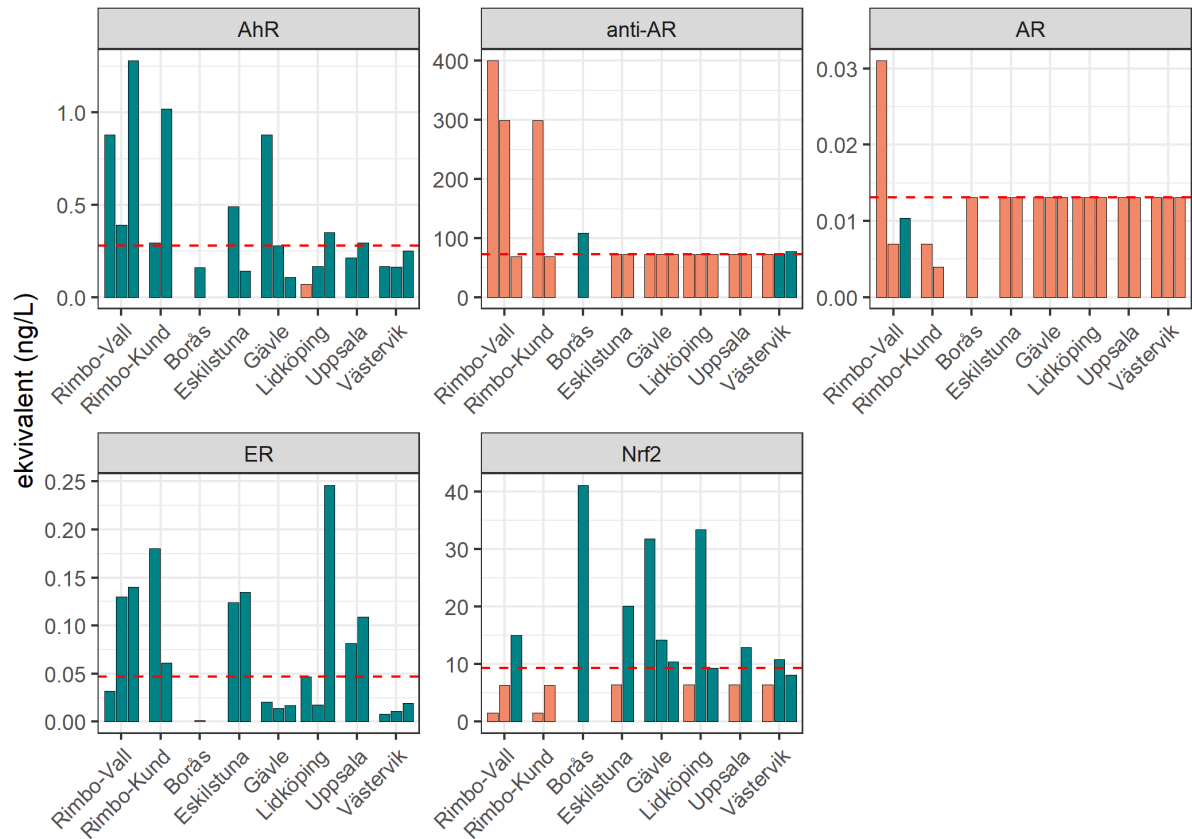 AhR
anti-AR
AR
1.0
0.5
0.0
400
300
200
100
0
0.03
0.02
0.01
0.00
Rimbo-Vall
Rimbo-Kund
Borås
Eskilstuna
Gävle
Lidköping
Uppsala
Västervik
Rimbo-Vall
Rimbo-Kund
Borås
Eskilstuna
Gävle
Lidköping
Uppsala
Västervik
Rimbo-Vall
Rimbo-Kund
Borås
Eskilstuna
Gävle
Lidköping
Uppsala
Västervik
ekvivalent (ng/L)
ER
Nrf2
0.25
0.20
0.15
0.10
0.05
0.00
40
30
20
10
0
Rimbo-Vall
Rimbo-Kund
Borås
Eskilstuna
Gävle
Lidköping
Uppsala
Västervik
Rimbo-Vall
Rimbo-Kund
Borås
Eskilstuna
Gävle
Lidköping
Uppsala
Västervik